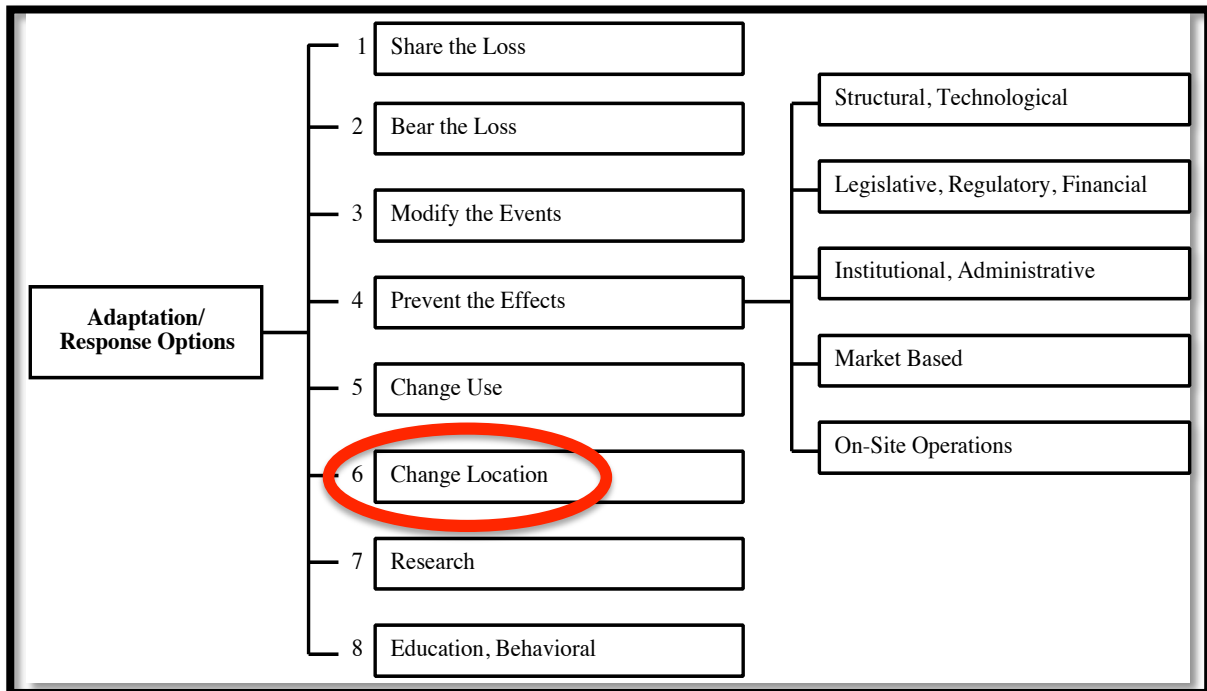 Adaptation/
Response Options
1 Share the Loss
2 Bear the Loss
3 Modify the Events
4 Prevent the Effects
5 Change Use
6 Change Location
7 Research
8 Education, Behavioral
Structural, Technological
Legislative, Regulatory, Financial
Institutional, Administrative
Market Based
On-Site Operations